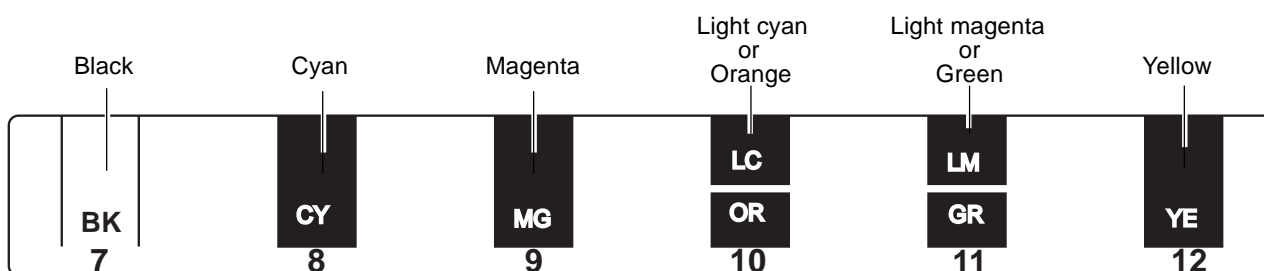 Black
Cyan
Magenta
Light cyan
or
Orange
Light magenta
or
Green
Yellow
BK
CY
MG
LC
OR
LM
GR
YE
7
8
9
10
11
12